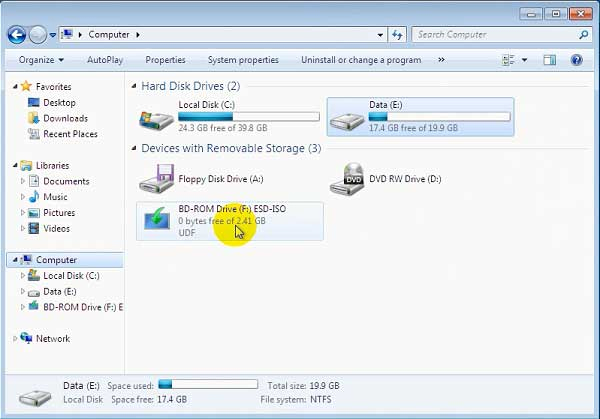 Computer
Search Computer
Organize
AutoPlay
Properties
System properties
Uninstall or change a program
»
Favorites
Desktop
Downloads
Recent Places
Libraries
Documents
Music
Pictures
Videos
Computer
Local Disk (C:)
Data (E:)
BD-ROM Drive (F:) E
Network
Hard Disk Drives (2)
Local Disk (C:)
24.3 GB free of 39.8 GB
Data (E:)
17.4 GB free of 19.9 GB
Devices with Removable Storage (3)
Floppy Disk Drive (A:)
DVD
DVD RW Drive (D:)
BD-ROM Drive (F:) ESD-ISO
0 bytes free of 2.41 GB
UDF
Data (E:) Space used: Total size: 19.9 GB
Local Disk Space free: 17.4 GB File system: NTFS